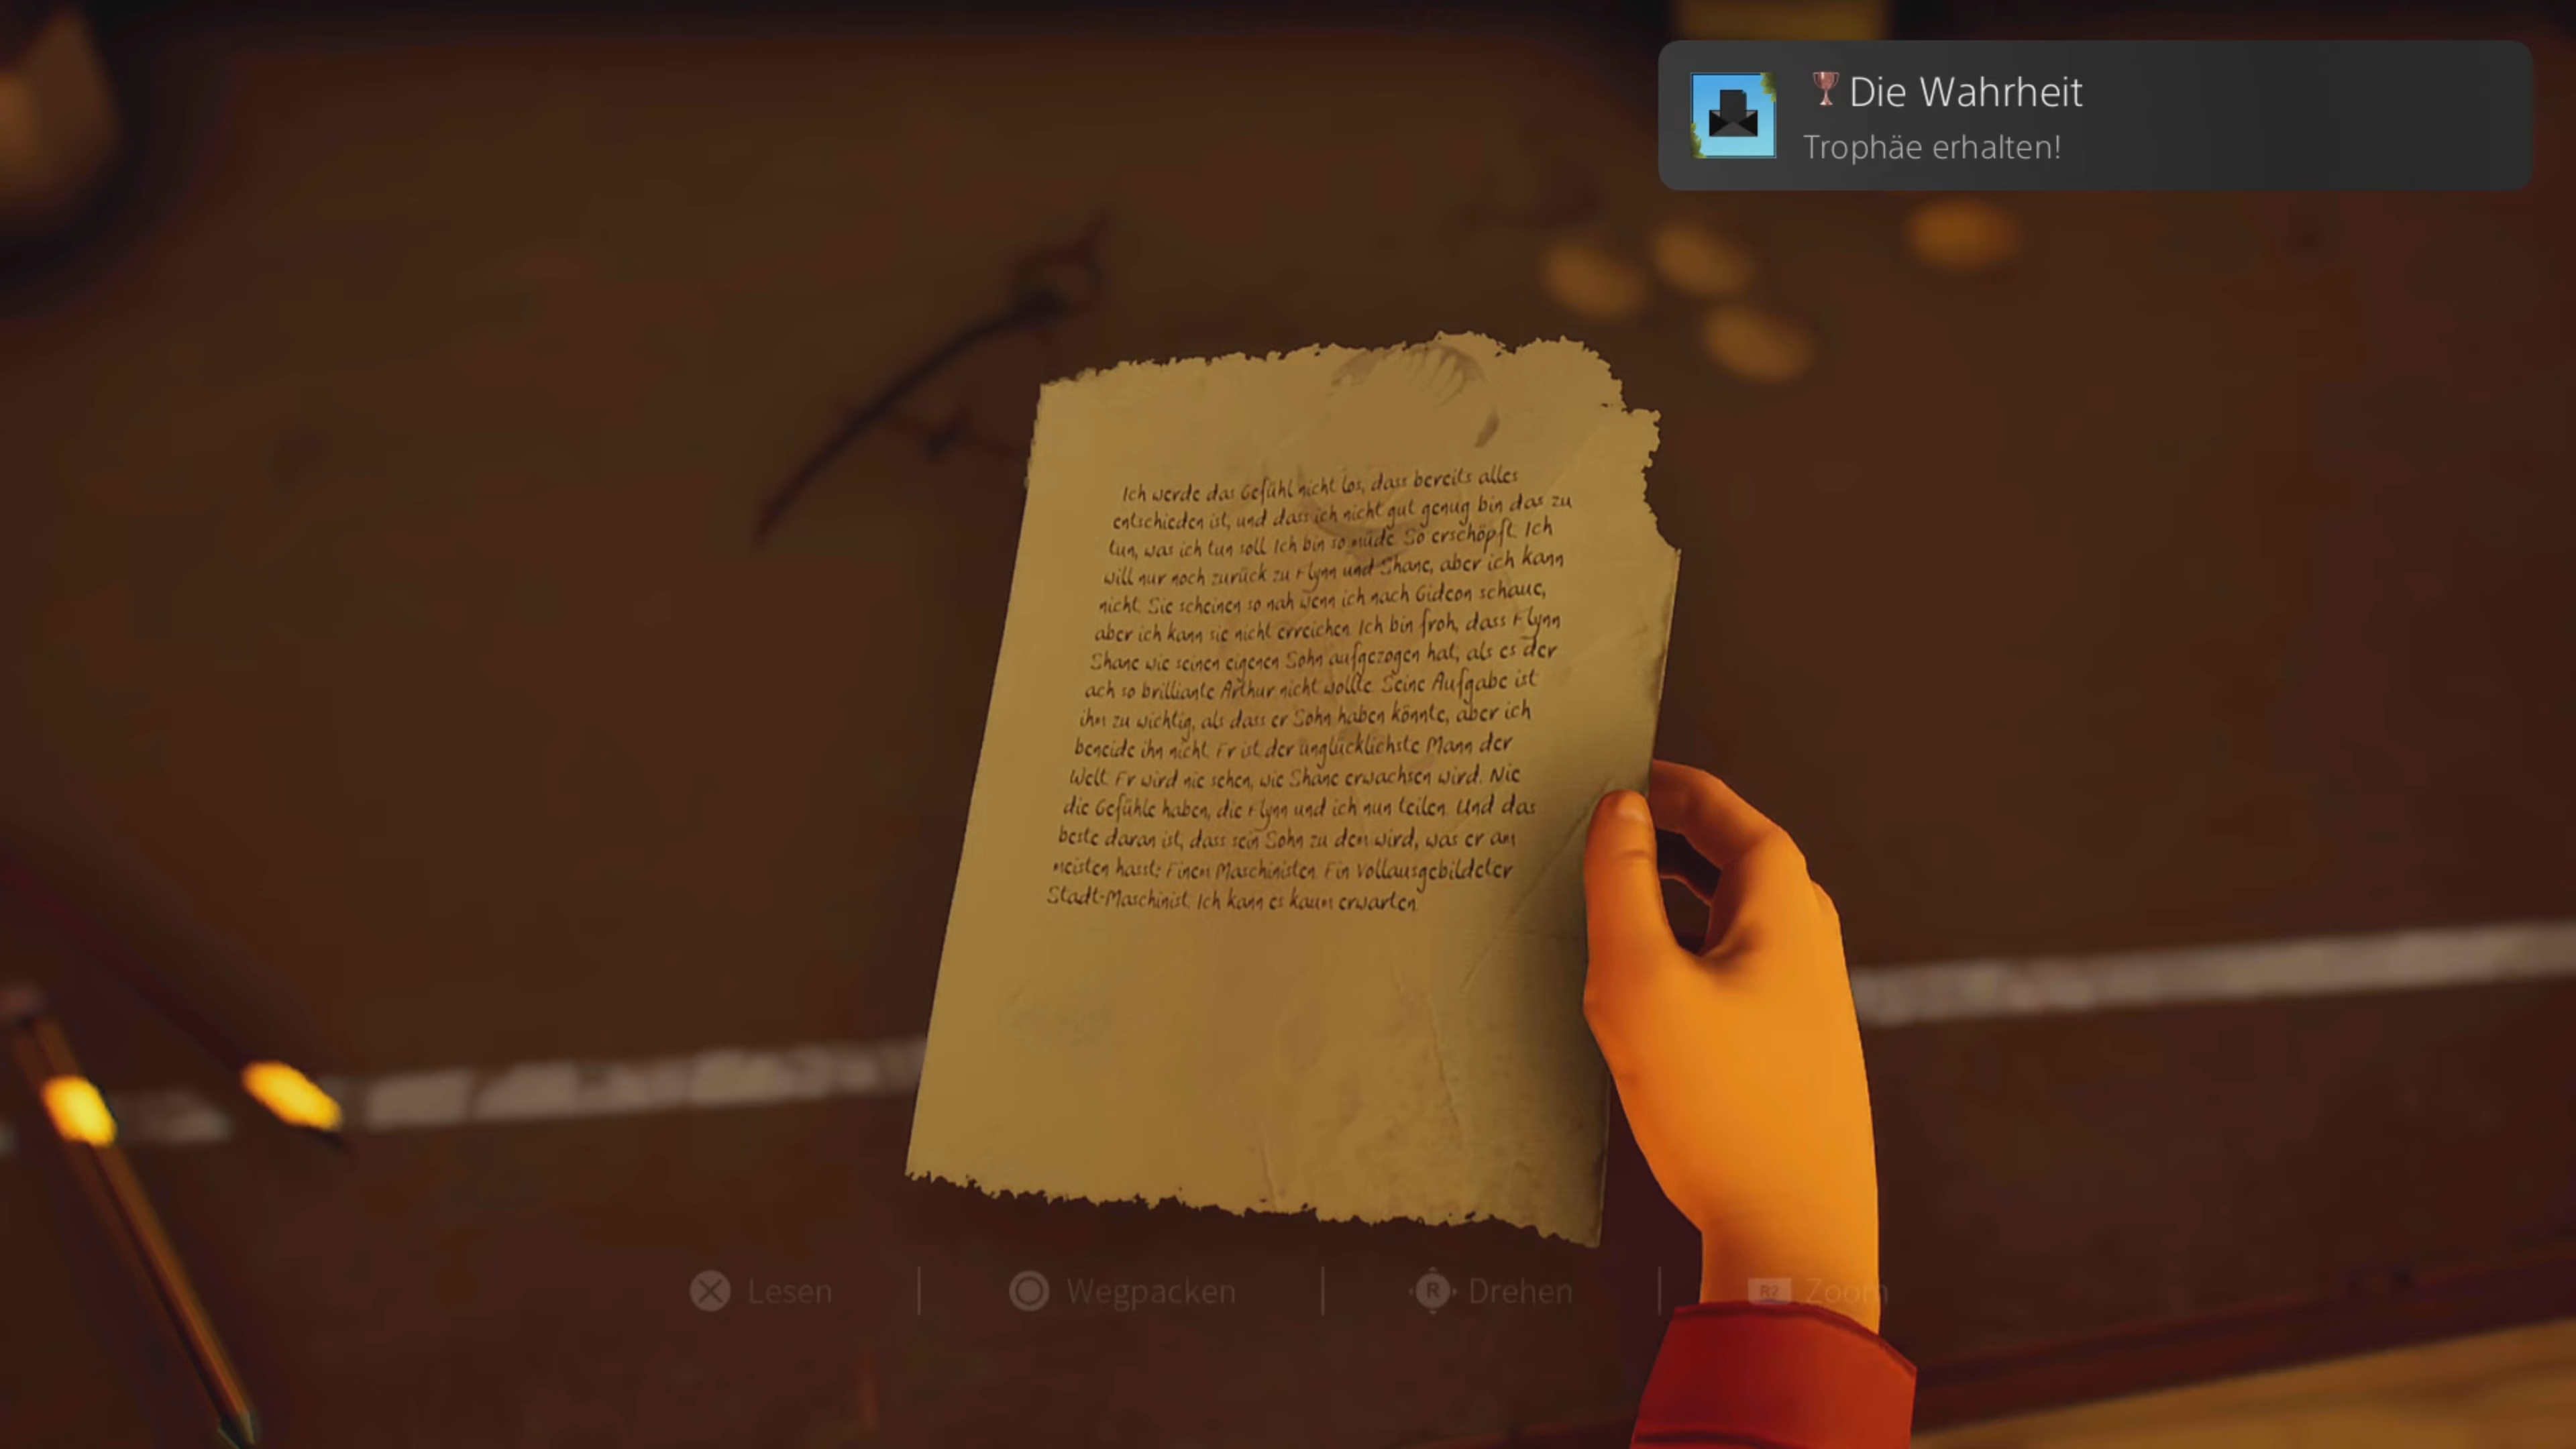 Die Wahrheit
Trophäe erhalten!
Ich werde das Gefühl nicht los, dass bereits alles
entschieden ist, und dass ich nicht gut genug bin das zu
tun, was ich tun soll. Ich bin so müde. So erschöpft. Ich
will nur noch zurück zu Flynn und Shane, aber ich kann
nicht. Sie scheinen so nah wenn ich nach Gideon schaue,
aber ich kann sie nicht erreichen. Ich bin froh, dass Flynn
Shane wie seinen eigenen Sohn aufgezogen hat, als es der
ach so brilliante Arthur nicht wollte. Seine Aufgabe ist
ihm zu wichtig, als dass er Sohn haben könnte, aber ich
beneide ihn nicht. Er ist der unglücklichste Mann der
Welt. Er wird nie sehen, wie Shane erwachsen wird. Nie
die Gefühle haben, die Flynn und ich nun teilen. Und das
beste daran ist, dass sein Sohn zu dem wird, was er am
meisten hasst: Einem Maschinisten. Ein vollausgebildeter
Stadt-Maschinist. Ich kann es kaum erwarten.
Lesen
Wegpacken
R Drehen
R2 Zoom